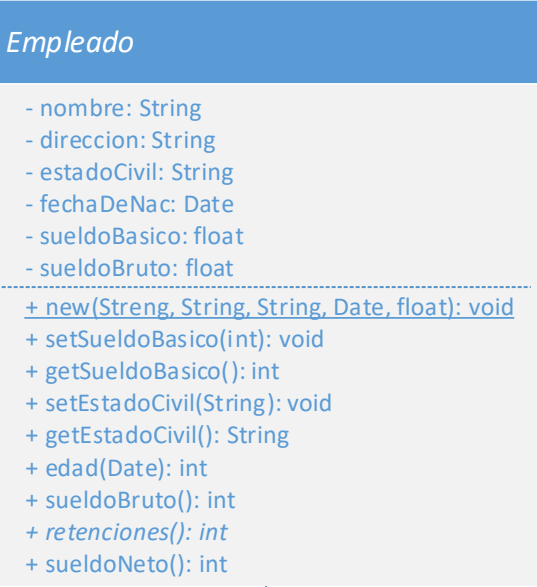 Empleado
- nombre: String
- direccion: String
- estadoCivil: String
- fechaDeNac: Date
- sueldoBasico: float
- sueldoBruto: float
+ new(Streng, String, String, Date, float): void
+ setSueldoBasico(int): void
+ getSueldoBasico(): int
+ setEstadoCivil(String): void
+ getEstadoCivil(): String
+ edad(Date): int
+ sueldoBruto(): int
+ retenciones(): int
+ sueldoNeto(): int